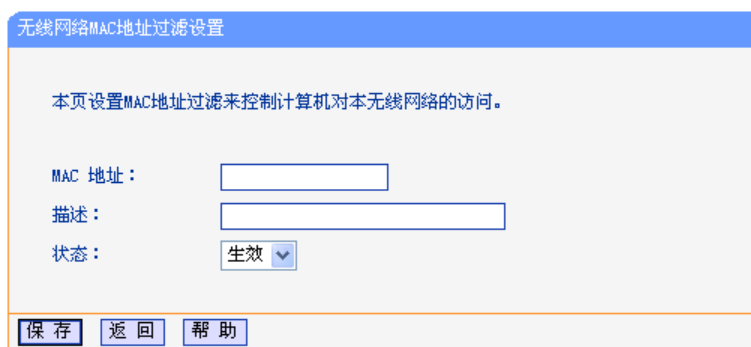 无线网络MAC地址过滤设置
本页设置MAC地址过滤来控制计算机对本无线网络的访问。
MAC 地址：
描述：
状态： 生效
保 存 返 回 帮 助